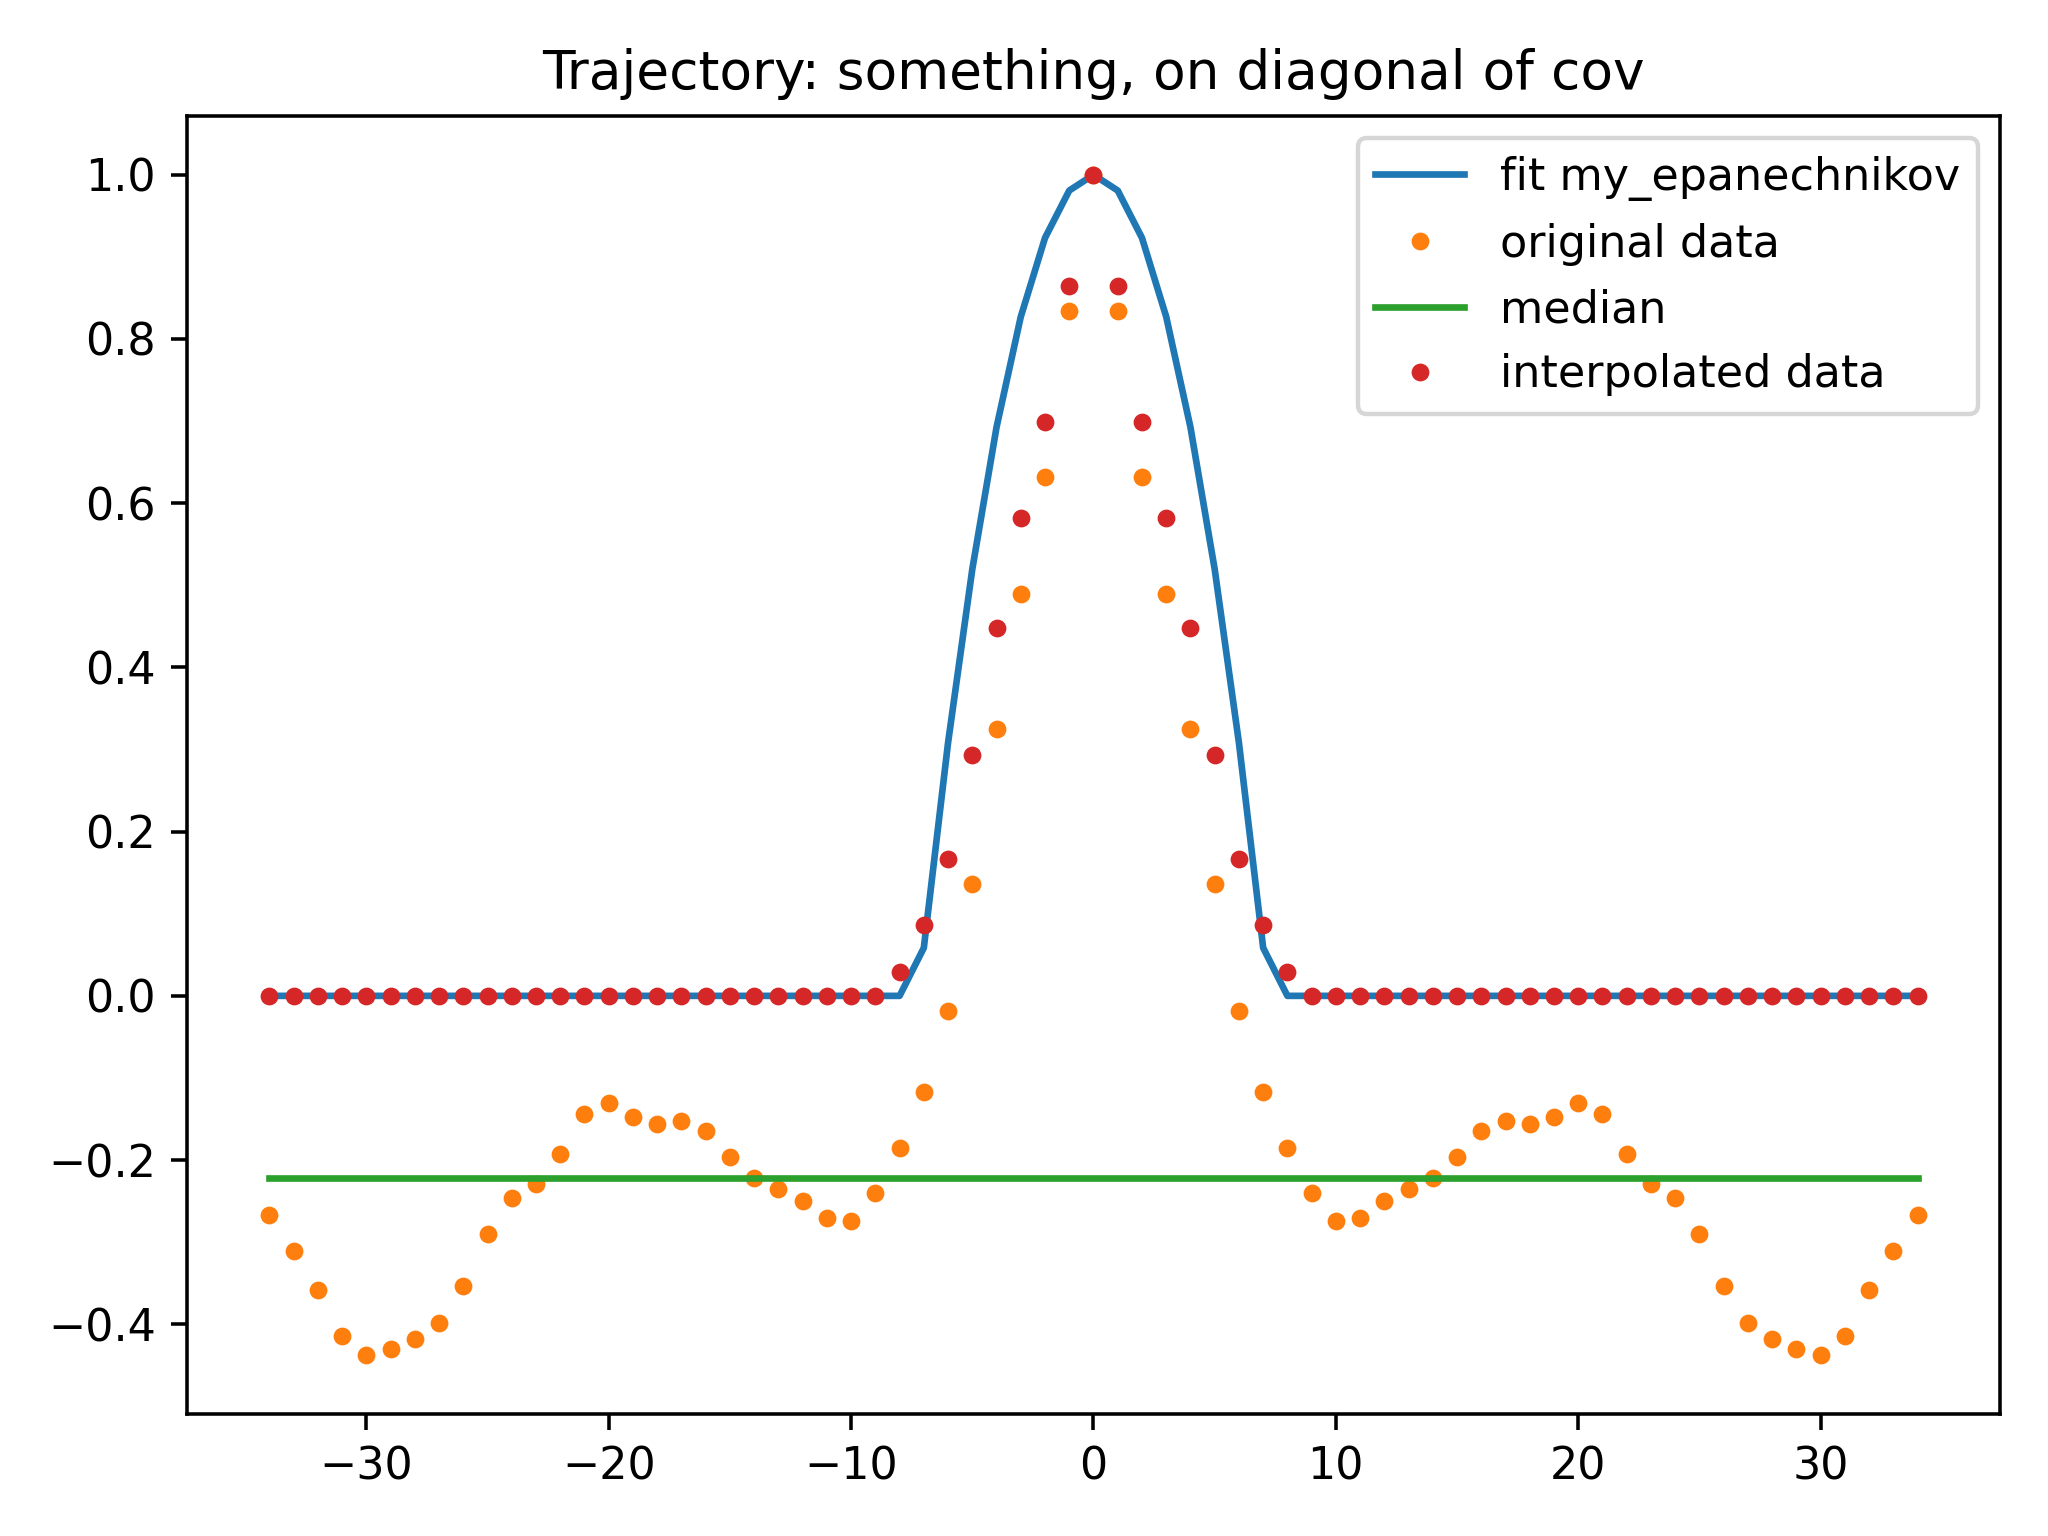 Trajectory: something, on diagonal of cov
fit my_epanechnikov
original data
median
interpolated data
1.0
0.8
0.6
0.4
0.2
0.0
−0.2
−0.4
−30 −20 −10 0 10 20 30